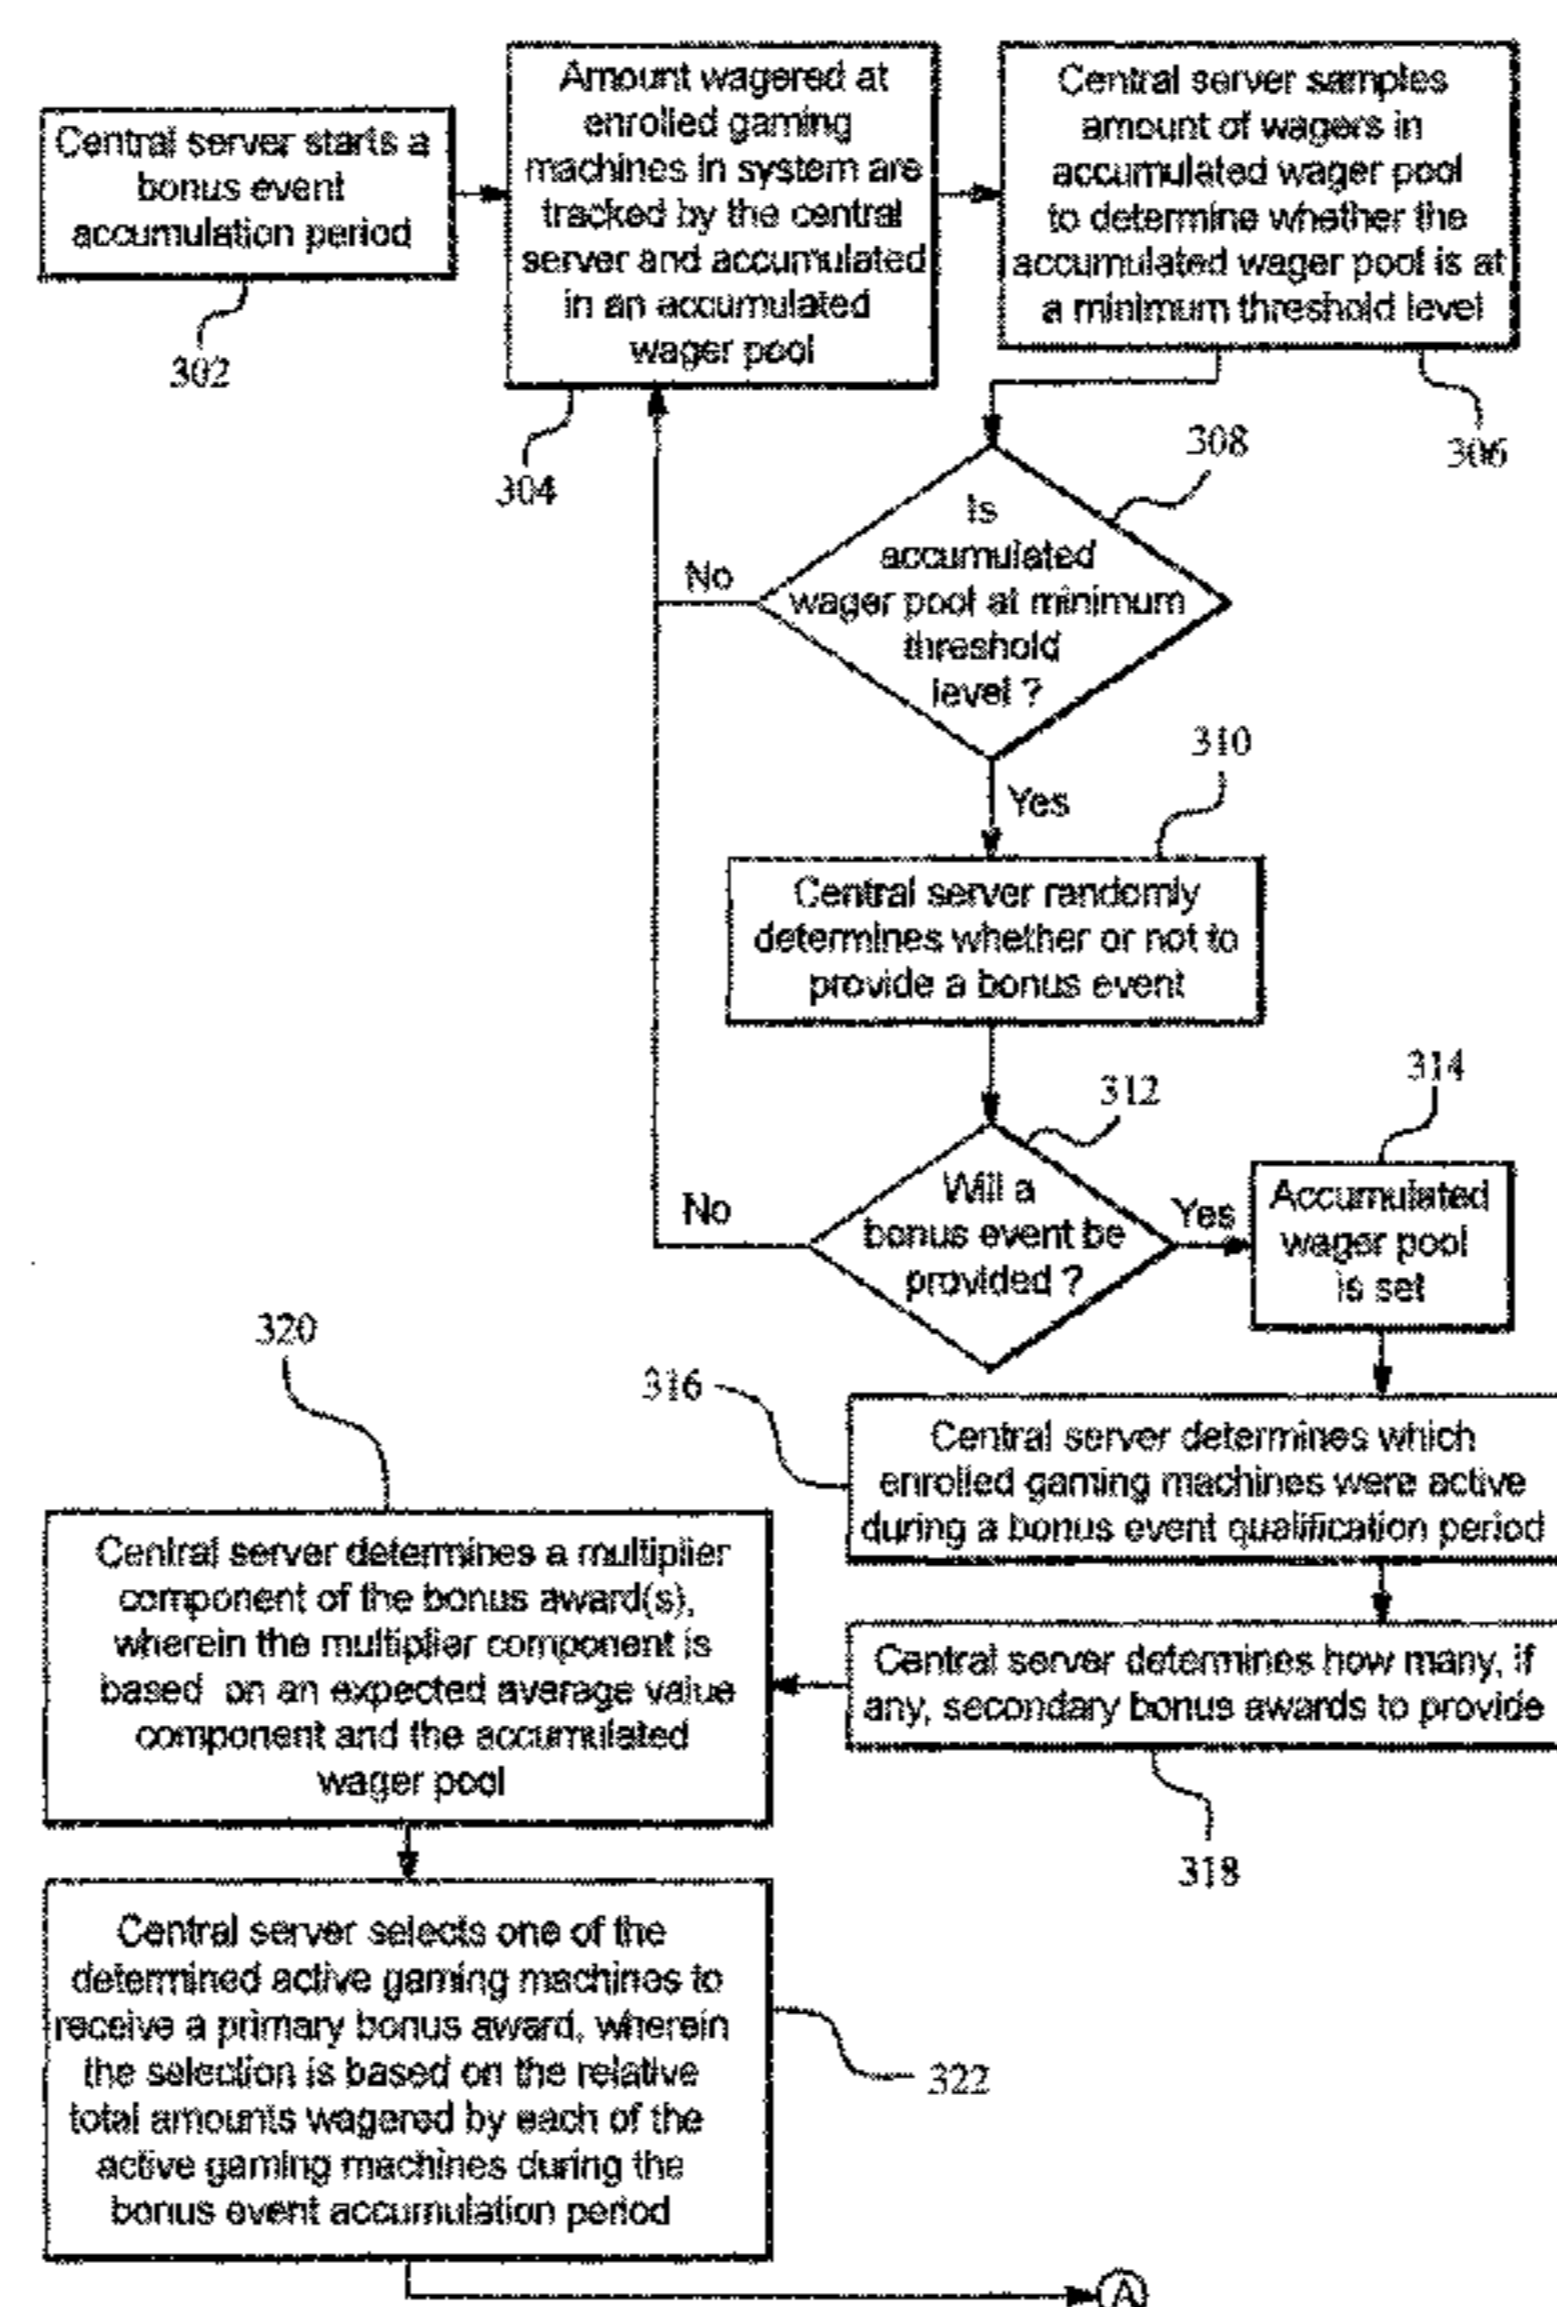 Central server starts a
bonus event
accumulation period
302
Amount wagered at
enrolled gaming
machines in system are
tracked by the central
server and accumulated
in an accumulated
wager pool
304
Central server samples
amount of wagers in
accumulated wager pool
to determine whether the
accumulated wager pool is at
a minimum threshold level
306
308
Is
accumulated
wager pool at minimum
threshold
level ?
No
Yes
310
Central server randomly
determines whether or not to
provide a bonus event
312
Will a
bonus event be
provided ?
No
Yes
314
Accumulated
wager pool
is set
316
Central server determines which
enrolled gaming machines were active
during a bonus event qualification period
Central server determines how many, if
any, secondary bonus awards to provide
318
320
Central server determines a multiplier
component of the bonus award(s),
wherein the multiplier component is
based on an expected average value
component and the accumulated
wager pool
Central server selects one of the
determined active gaming machines to
receive a primary bonus award, wherein
the selection is based on the relative
total amounts wagered by each of the
active gaming machines during the
bonus event accumulation period
322
A